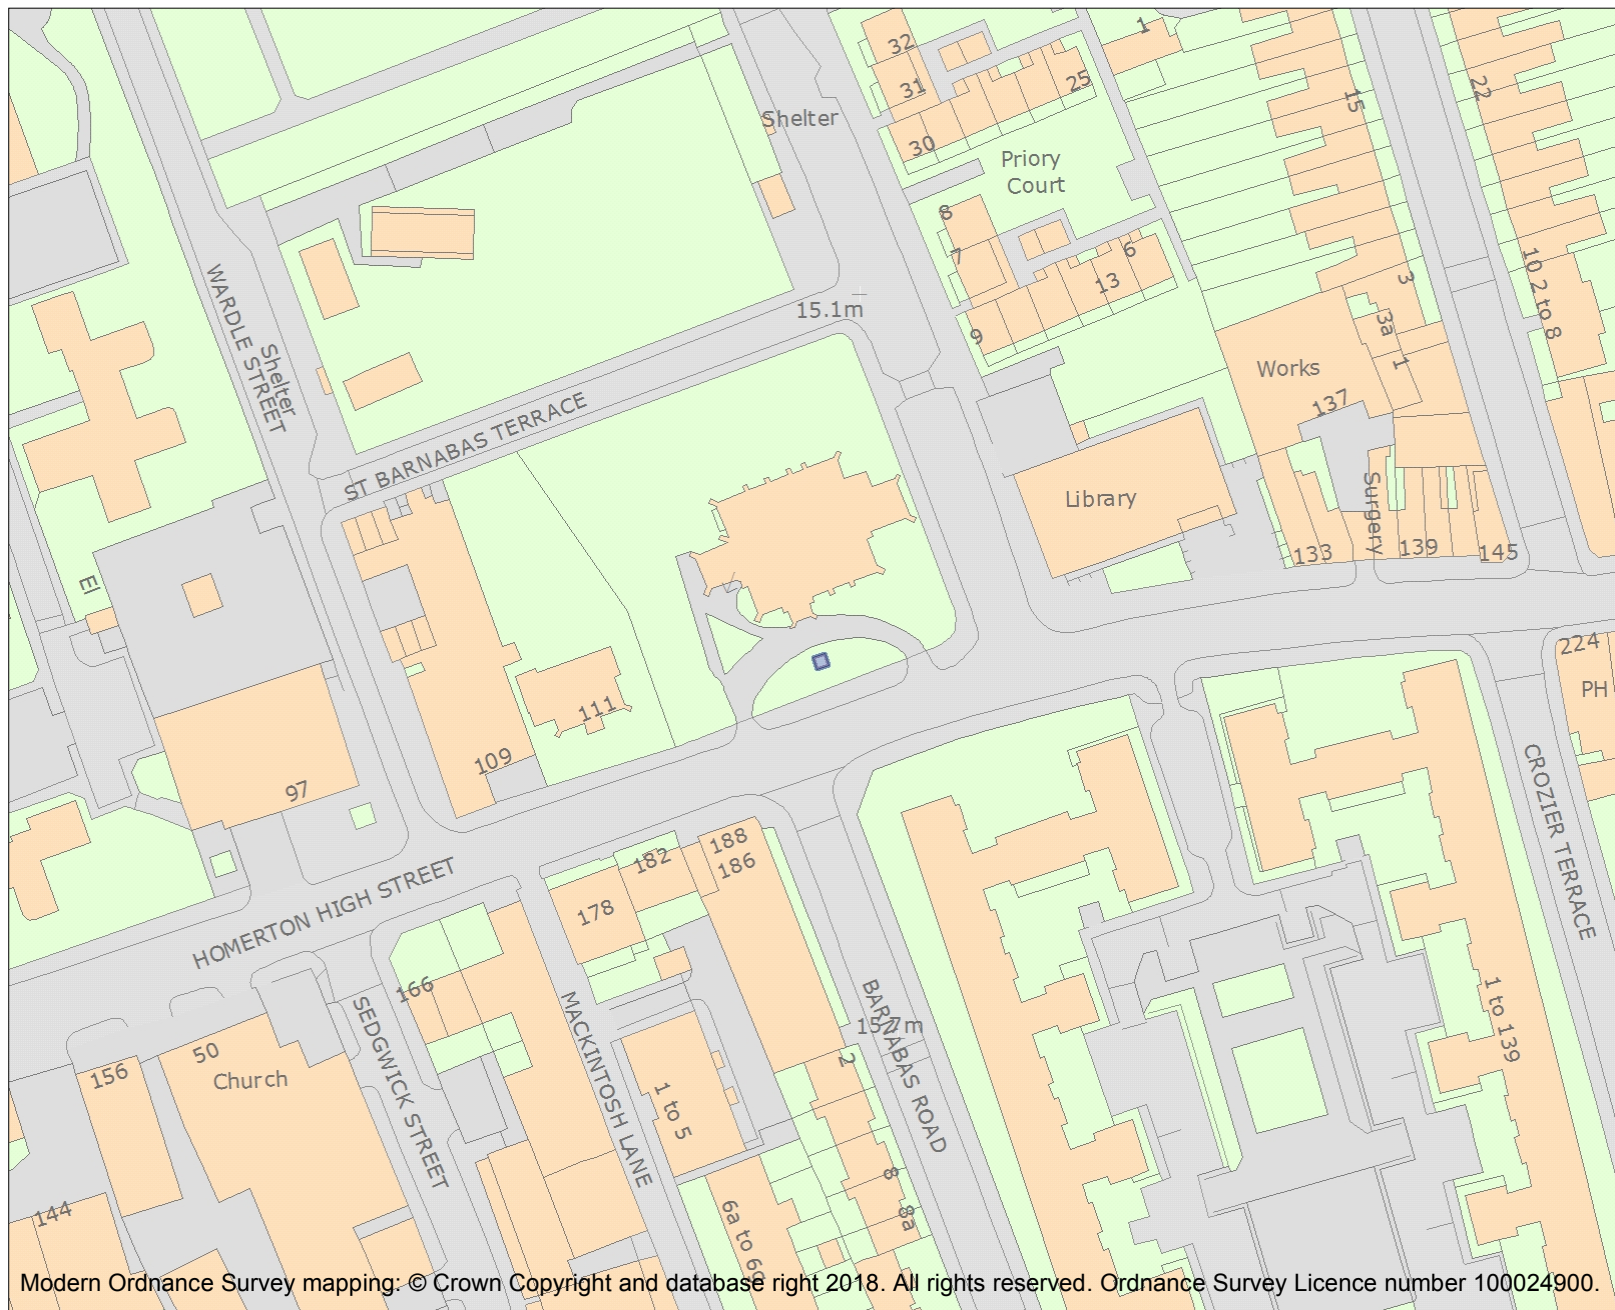 32
1
31
25
15
22
Shelter
30
Priory
Court
8
7
6
13
10 2 to 8
3
WARDLE STREET
Shelter
15.1m
9
3a
1
Works
137
ST BARNABAS TERRACE
Library
Surgery
133
139
145
El
224
PH
111
109
97
CROZIER TERRACE
188
186
182
178
HOMERTON HIGH STREET
166
SEDGWICK STREET
MACKINTOSH LANE
BARNABAS ROAD
15.7m
1 to 139
50
Church
156
2
1 to 5
8
8a
144
6a to 6g
Modern Ordnance Survey mapping: © Crown Copyright and database right 2018. All rights reserved. Ordnance Survey Licence number 100024900.